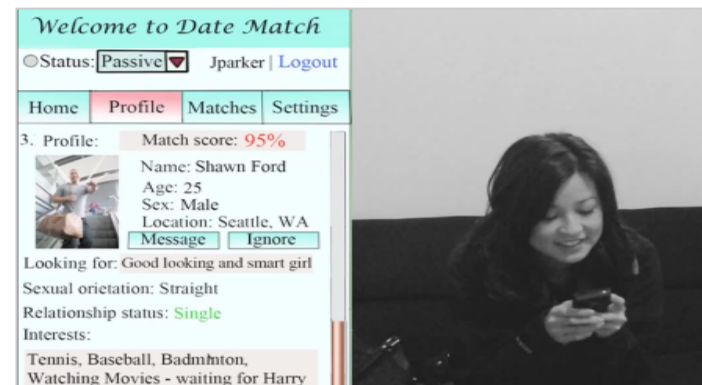 Welcome to Date Match
Status: Passive Jparker | Logout
Home Profile Matches Settings
3. Profile: Match score: 95%
Name: Shawn Ford
Age: 25
Sex: Male
Location: Seattle, WA
Message Ignore
Looking for: Good looking and smart girl
Sexual orietation: Straight
Relationship status: Single
Interests:
Tennis, Baseball, Badminton,
Watching Movies - waiting for Harry